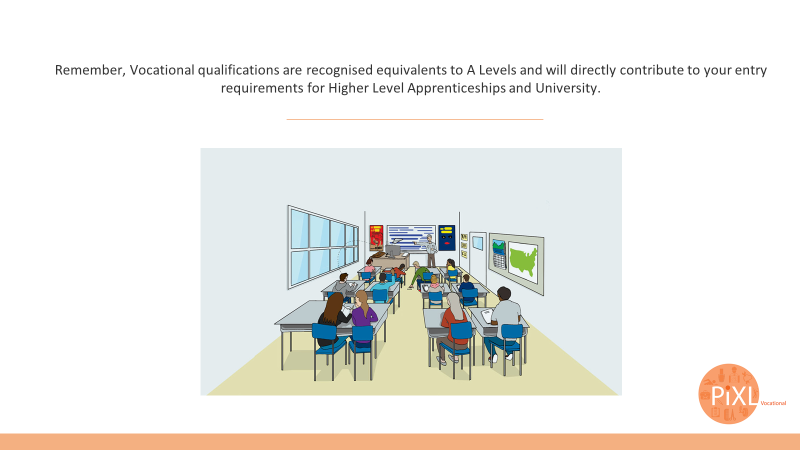 Remember, Vocational qualifications are recognised equivalents to A Levels and will directly contribute to your entry
requirements for Higher Level Apprenticeships and University.
PiXL
Vocational